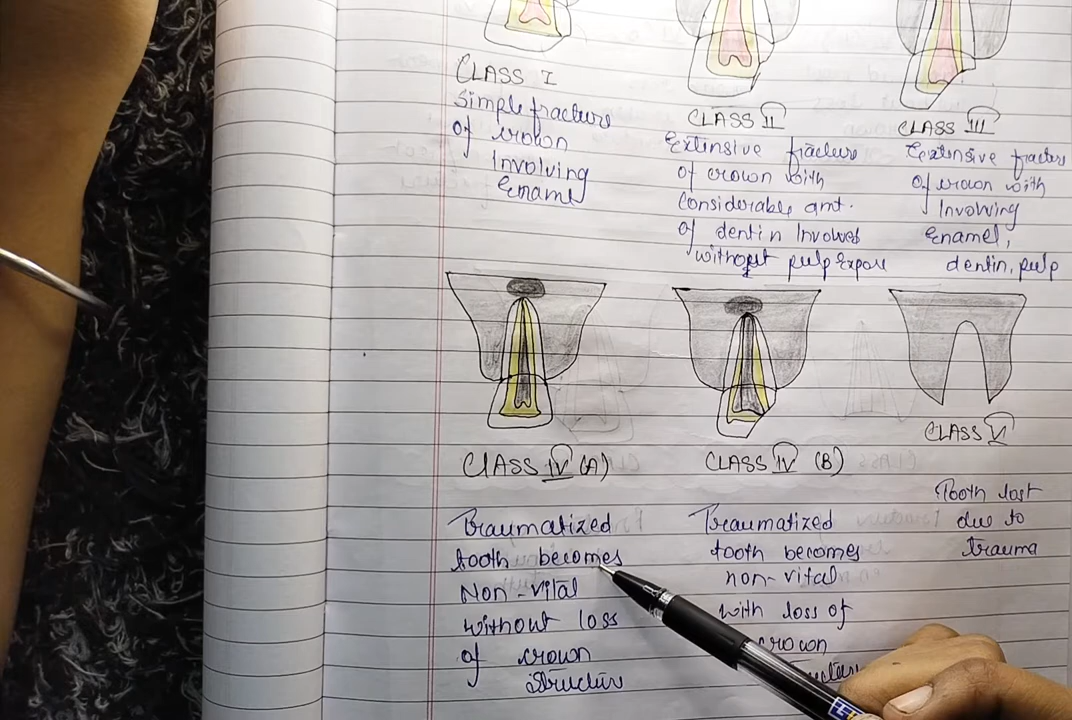 CLASS I
Simple fracture
of crown
Involving
Enamel
CLASS II
Extensive fracture
of crown with
Considerable amt.
of dentin Involved
without pulp Expose
CLASS III
Extensive fracture
of crown with
Involving
Enamel,
dentin, pulp
CLASS IV (A)
Traumatized
tooth becomes
Non-vital
without loss
of crown
Structure
CLASS IV (B)
Traumatized
tooth becomes
non-vital
with loss of
crown
CLASS V
Tooth lost
due to
trauma